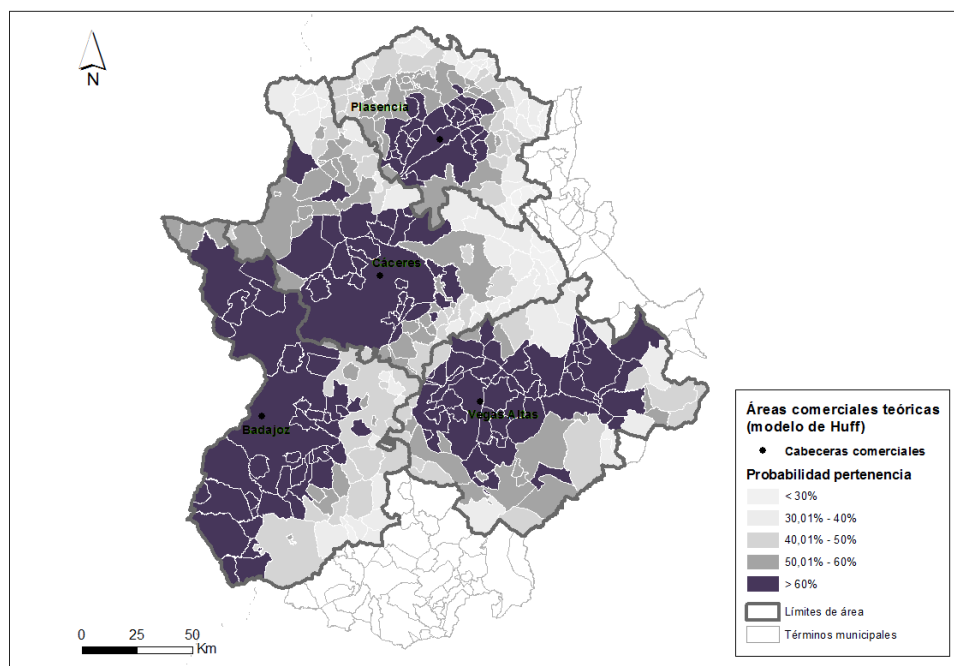 N
Plasencia
Cáceres
Vegas Altas
Badajoz
0 25 50
Km
Áreas comerciales teóricas
(modelo de Huff)
Cabeceras comerciales
Probabilidad pertenencia
< 30%
30,01% - 40%
40,01% - 50%
50,01% - 60%
> 60%
Límites de área
Términos municipales